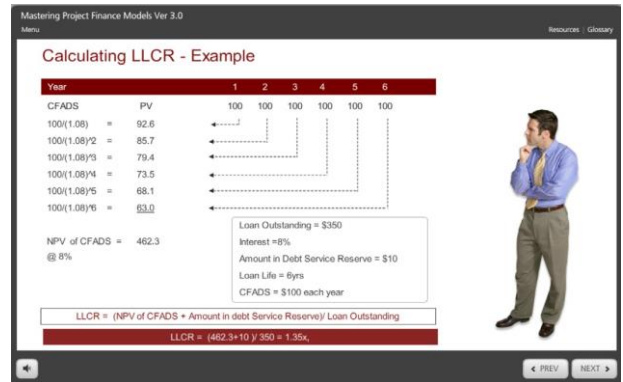 Mastering Project Finance Models Ver 3.0
Menu
Resources | Glossary
Calculating LLCR - Example
Year 1 2 3 4 5 6
CFADS PV 100 100 100 100 100 100
100/(1.08) = 92.6
100/(1.08)^2 = 85.7
100/(1.08)^3 = 79.4
100/(1.08)^4 = 73.5
100/(1.08)^5 = 68.1
100/(1.08)^6 = 63.0
NPV of CFADS = 462.3
@ 8%
Loan Outstanding = $350
Interest =8%
Amount in Debt Service Reserve = $10
Loan Life = 6yrs
CFADS = $100 each year
LLCR = (NPV of CFADS + Amount in debt Service Reserve)/ Loan Outstanding
LLCR = (462.3+10 )/ 350 = 1.35x,
PREV NEXT